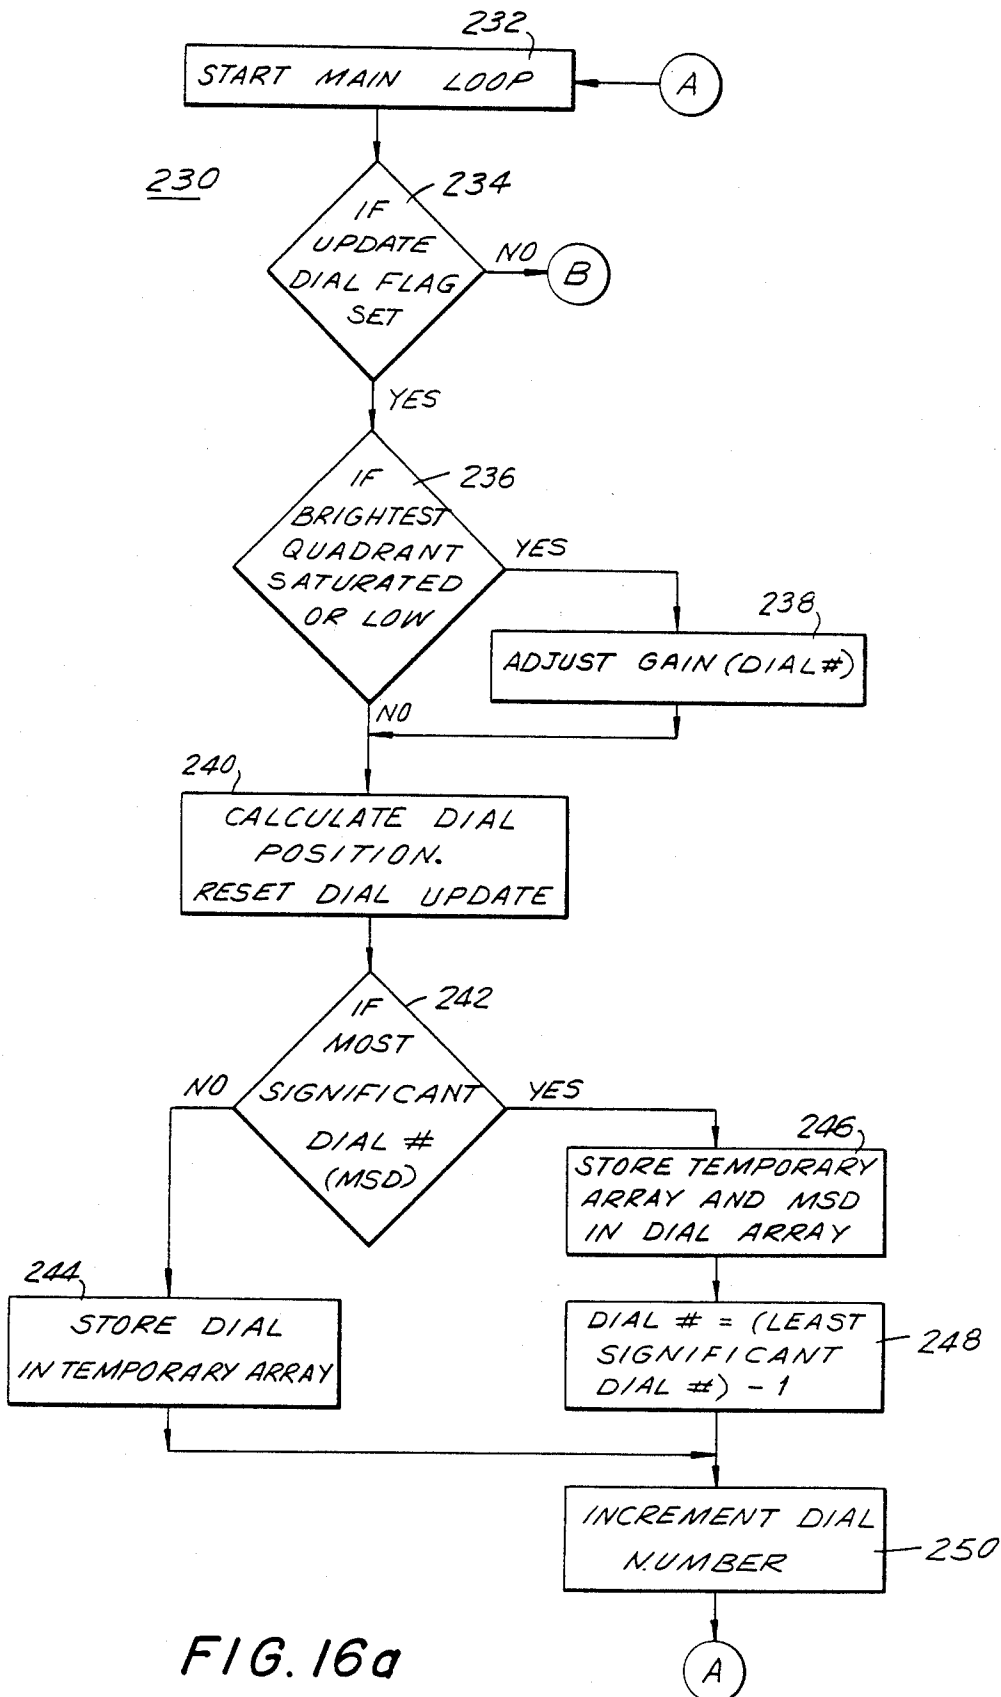 232
START MAIN LOOP
A
230
234
IF
UPDATE
DIAL FLAG
SET
NO
B
YES
236
IF
BRIGHTEST
QUADRANT
SATURATED
OR LOW
YES
238
ADJUST GAIN (DIAL #)
NO
240
CALCULATE DIAL
POSITION.
RESET DIAL UPDATE
242
IF
MOST
SIGNIFICANT
DIAL #
(MSD)
NO
YES
246
STORE TEMPORARY
ARRAY AND MSD
IN DIAL ARRAY
244
STORE DIAL
IN TEMPORARY ARRAY
DIAL # = (LEAST
SIGNIFICANT
DIAL #) - 1
248
INCREMENT DIAL
NUMBER
250
A
FIG. 16a